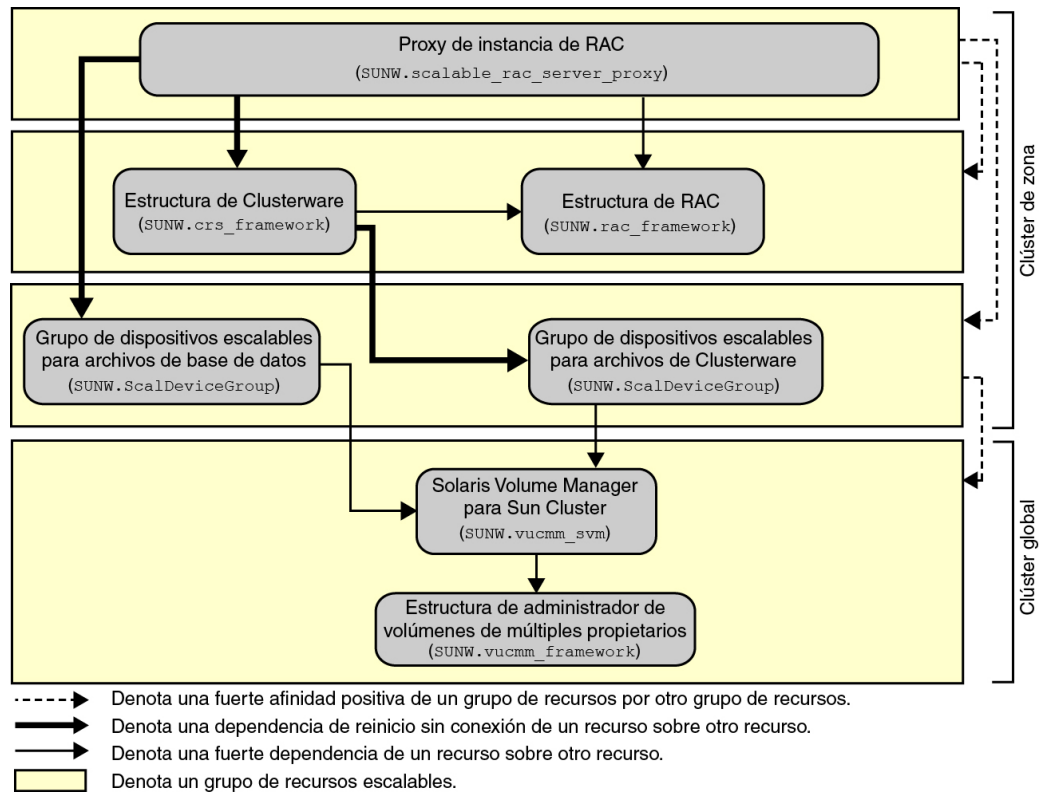 Proxy de instancia de RAC
(SUNW.scalable_rac_server_proxy)
Estructura de Clusterware
(SUNW.crs_framework)
Estructura de RAC
(SUNW.rac_framework)
Clúster de zona
Grupo de dispositivos escalables
para archivos de base de datos
(SUNW.ScalDeviceGroup)
Grupo de dispositivos escalables
para archivos de Clusterware
(SUNW.ScalDeviceGroup)
Solaris Volume Manager
para Sun Cluster
(SUNW.vucmm_svm)
Clúster global
Estructura de administrador de
volúmenes de múltiples propietarios
(SUNW.vucmm_framework)
Denota una fuerte afinidad positiva de un grupo de recursos por otro grupo de recursos.
Denota una dependencia de reinicio sin conexión de un recurso sobre otro recurso.
Denota una fuerte dependencia de un recurso sobre otro recurso.
Denota un grupo de recursos escalables.